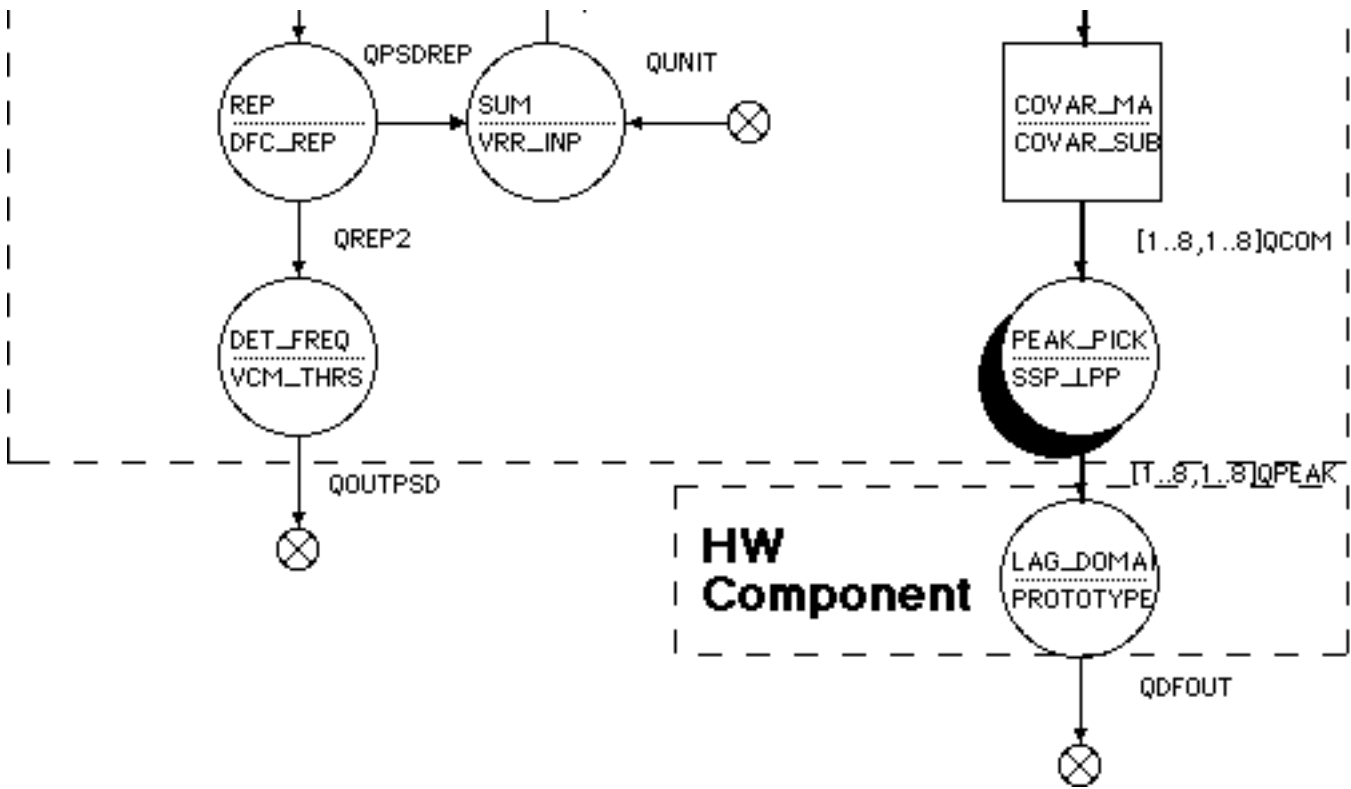 QPSDREP
QUNIT
REP
DFC_REP
SUM
VRR_INP
COVAR_MA
COVAR_SUB
QREP2
[1..8,1..8]QCOM
DET_FREQ
VCM_THRS
PEAK_PICK
SSP_LPP
QOUTPSD
[1..8,1..8]QPEAK
HW
Component
LAG_DOMAI
PROTOTYPE
QDFOUT